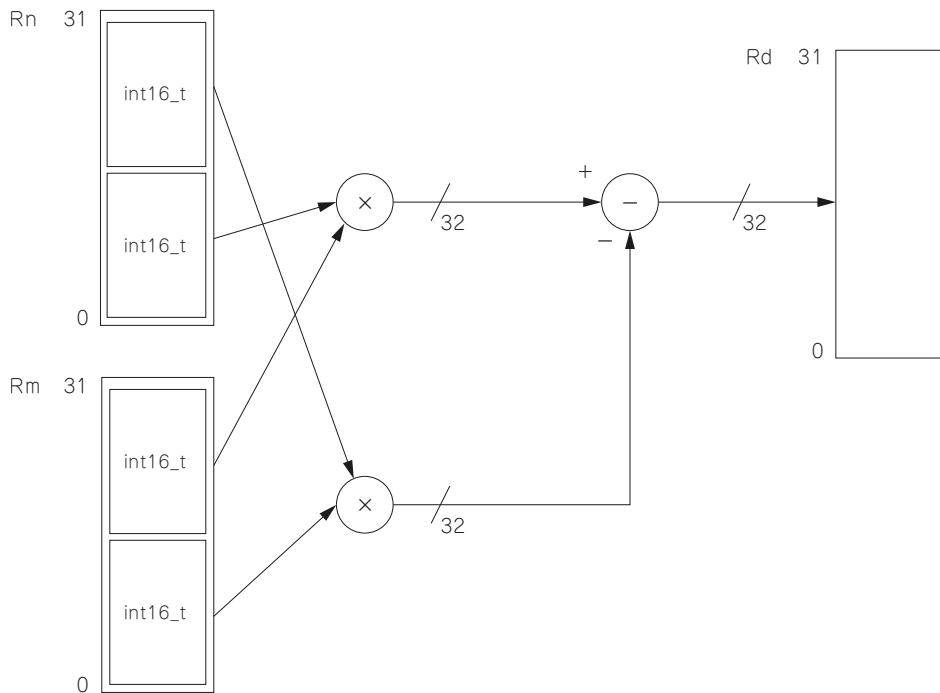 Rn 31
int16_t
int16_t
0
Rm 31
int16_t
int16_t
0
×
32
×
32
+
−
−
32
Rd 31
0